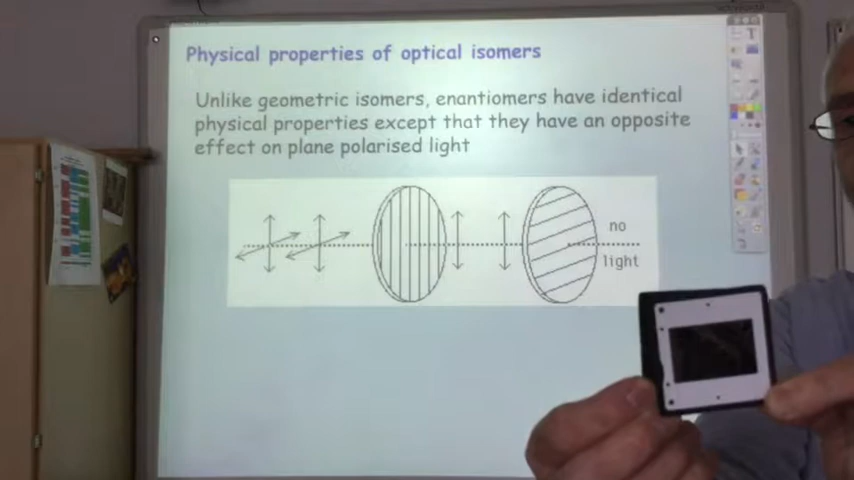 Physical properties of optical isomers
Unlike geometric isomers, enantiomers have identical
physical properties except that they have an opposite
effect on plane polarised light
no
light